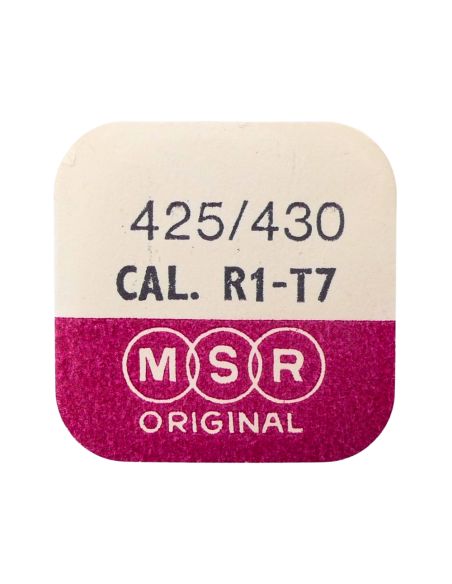 425/430
CAL. R1-T7
MSR
ORIGINAL